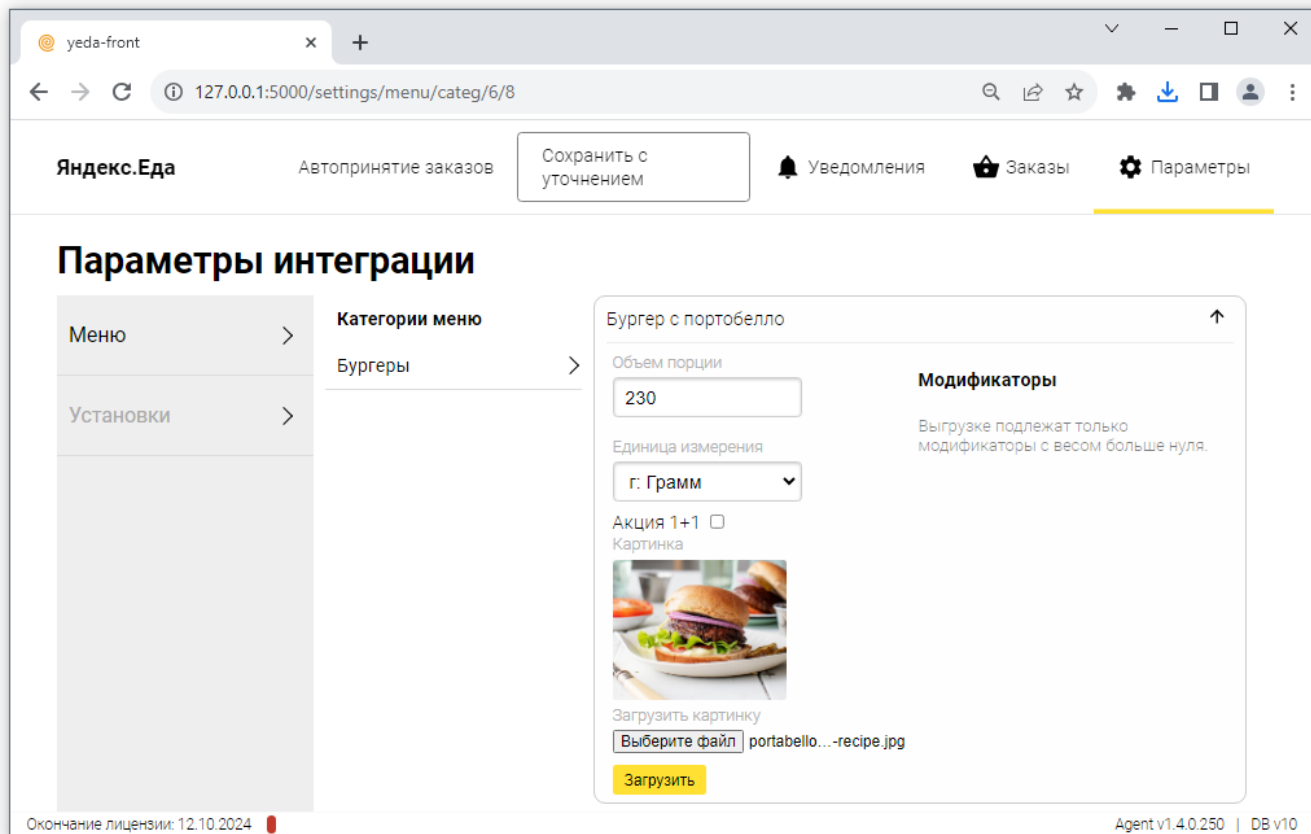 yeda-front
127.0.0.1:5000/settings/menu/categ/6/8
Яндекс.Еда
Автопринятие заказов
Сохранить с
уточнением
Уведомления
Заказы
Параметры
Параметры интеграции
Меню
Установки
Категории меню
Бургеры
Бургер с портобелло
Объем порции
230
Единица измерения
г: Грамм
Акция 1+1
Картинка
Загрузить картинку
Выберите файл portabello...-recipe.jpg
Загрузить
Модификаторы
Выгрузке подлежат только
модификаторы с весом больше нуля.
Окончание лицензии: 12.10.2024
Agent v1.4.0.250 | DB v10